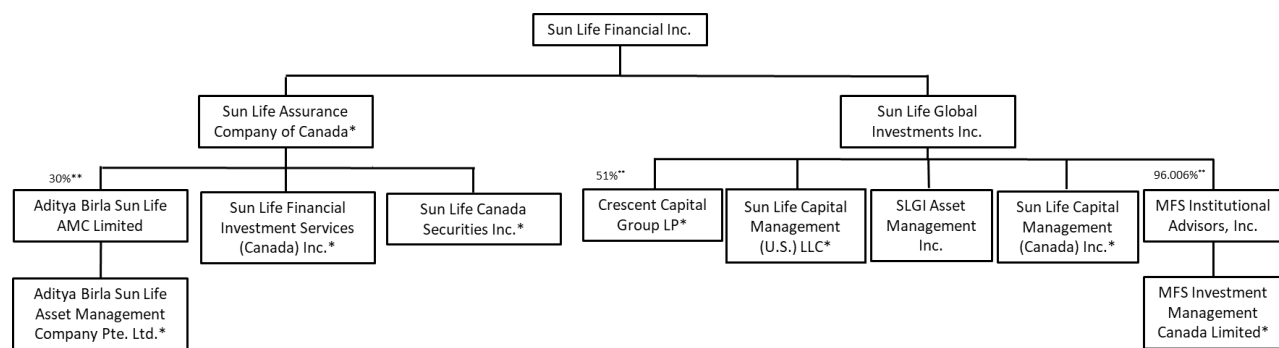 Sun Life Financial Inc.
Sun Life Assurance
Company of Canada*
Sun Life Global
Investments Inc.
30%**
51%**
96.006%**
Aditya Birla Sun Life
AMC Limited
Sun Life Financial
Investment Services
(Canada) Inc.*
Sun Life Canada
Securities Inc.*
Crescent Capital
Group LP*
Sun Life Capital
Management
(U.S.) LLC*
SLGI Asset
Management
Inc.
Sun Life Capital
Management
(Canada) Inc.*
MFS Institutional
Advisors, Inc.
Aditya Birla Sun Life
Asset Management
Company Pte. Ltd.*
MFS Investment
Management
Canada Limited*